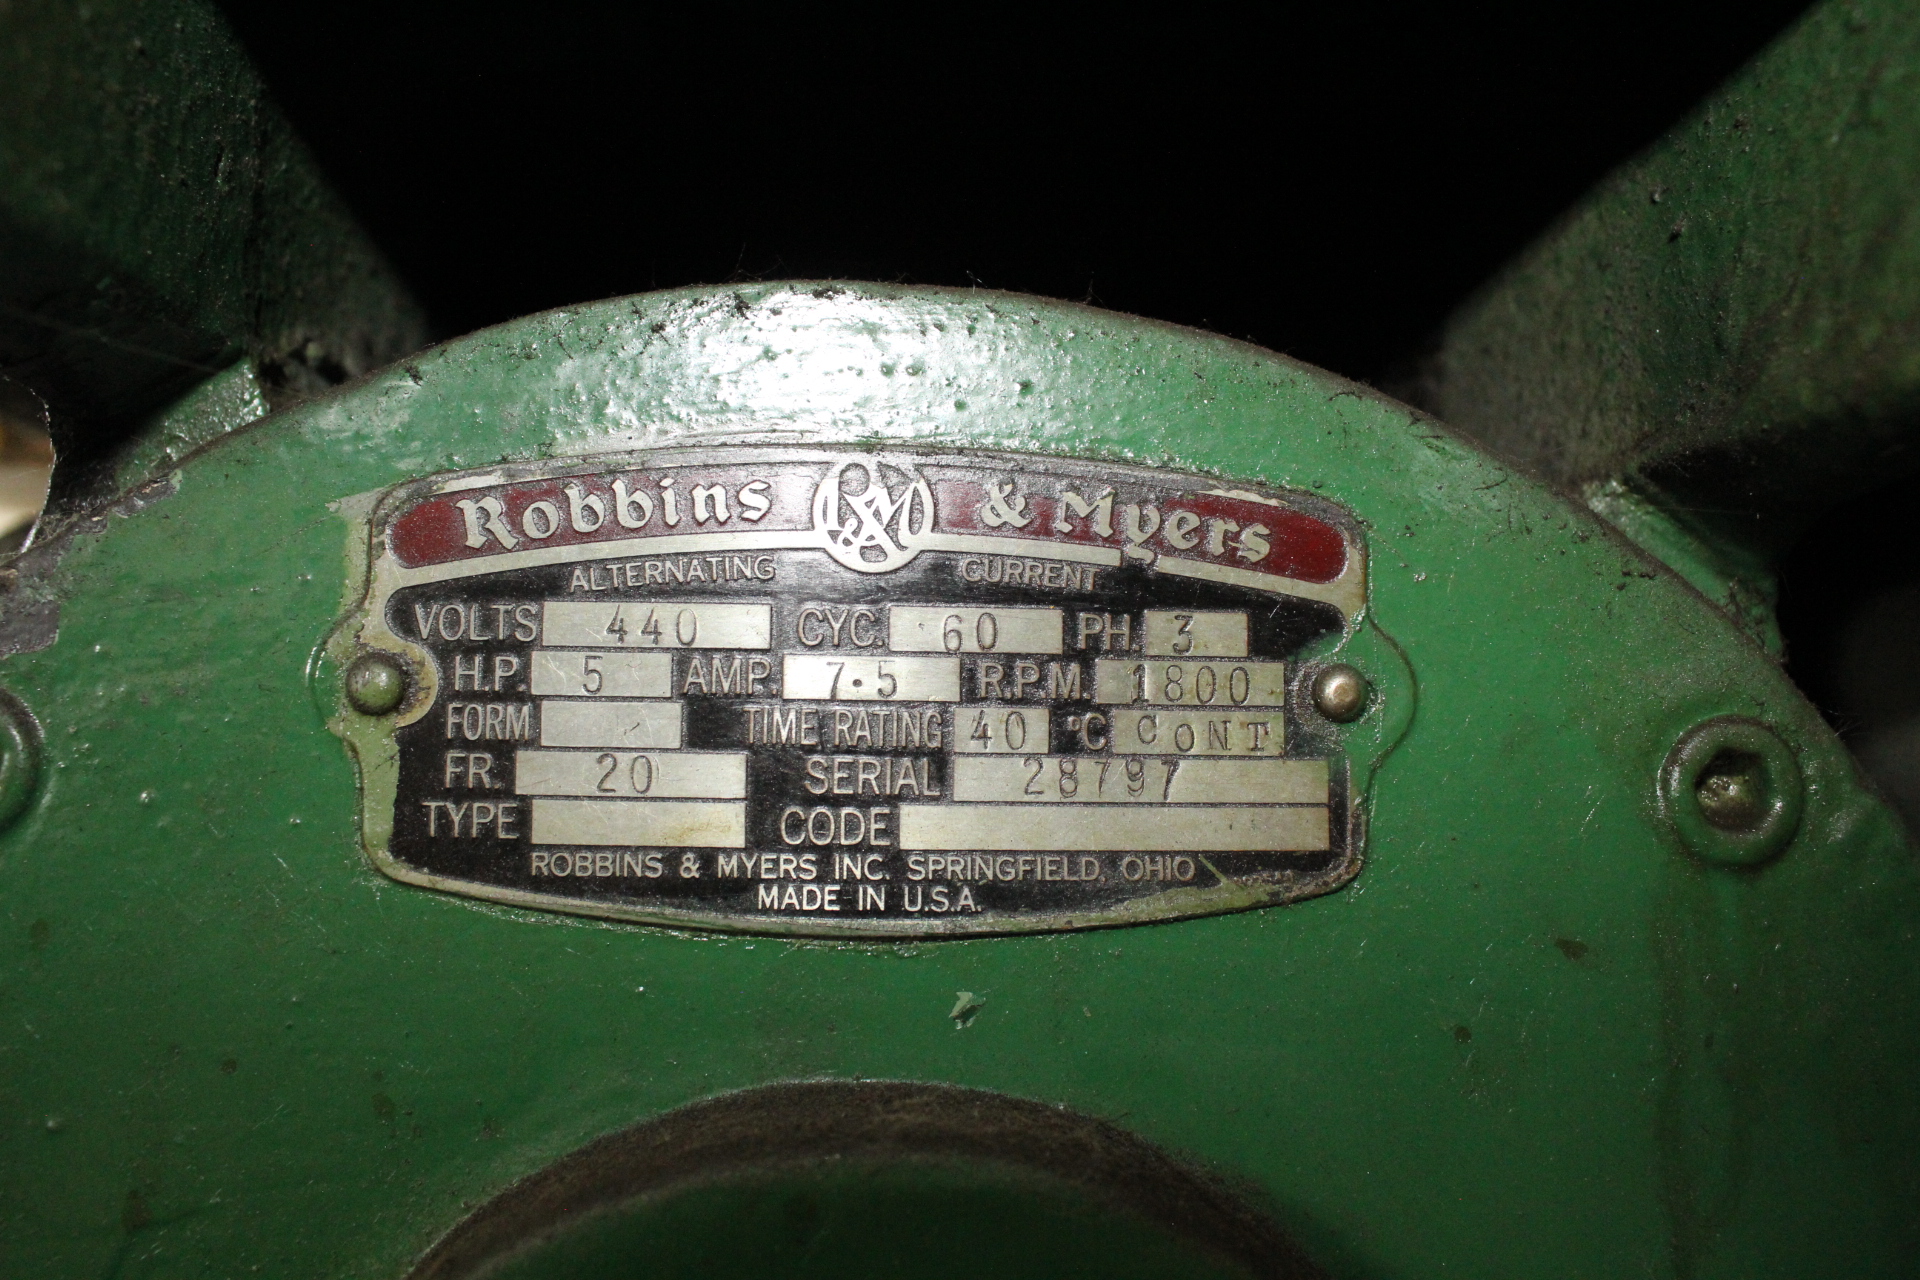 Robbins R&M & Myers
ALTERNATING CURRENT
VOLTS 440 CYC. 60 PH. 3
H.P. 5 AMP. 7.5 R.P.M. 1800
FORM TIME RATING 40 °C CONT
FR. 20 SERIAL 28797
TYPE CODE
ROBBINS & MYERS INC. SPRINGFIELD, OHIO
MADE IN U.S.A.